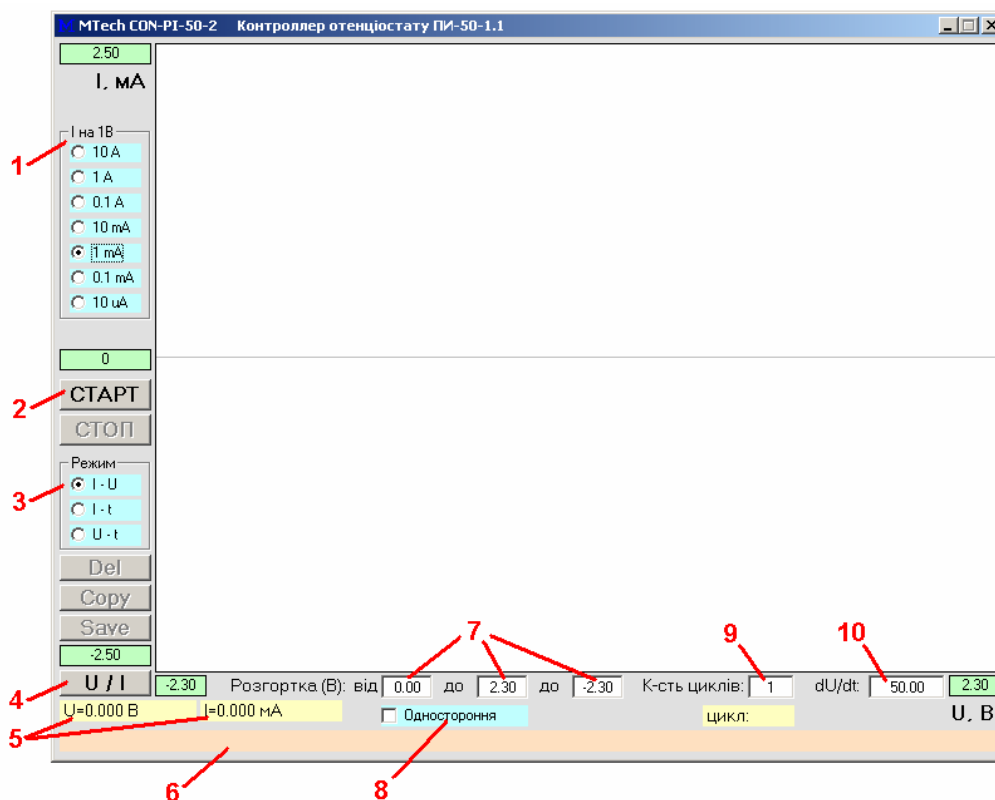 MTech CON-PI-50-2 Контроллер отенціостату ПИ-50-1.1
2.50
I, мА
I на 1В
1
10 A
1 A
0.1 A
10 mA
1 mA
0.1 mA
10 uA
0
2
СТАРТ
СТОП
Режим
3
I - U
I - t
U - t
Del
Copy
Save
-2.50
7
9
10
4
U / I
-2.30
Розгортка (В): від 0.00 до 2.30 до -2.30
К-сть циклів: 1
dU/dt: 50.00
2.30
U=0.000 В
I=0.000 мА
5
Одностороння
цикл:
U, В
6
8